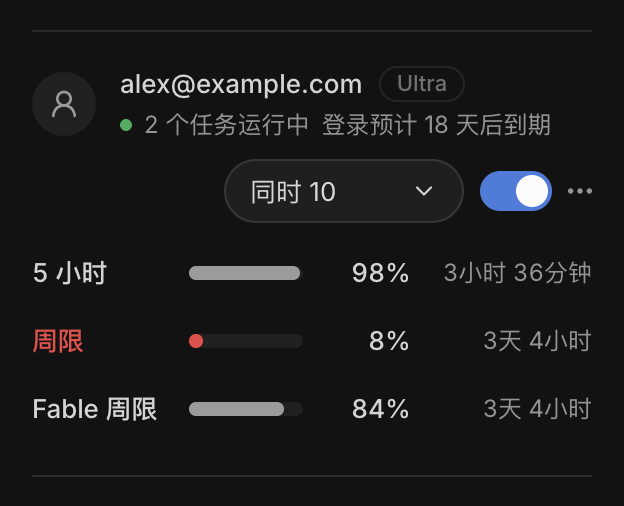 alex@example.com Ultra
2 个任务运行中 登录预计 18 天后到期
同时 10
5 小时 98% 3小时 36分钟
周限 8% 3天 4小时
Fable 周限 84% 3天 4小时